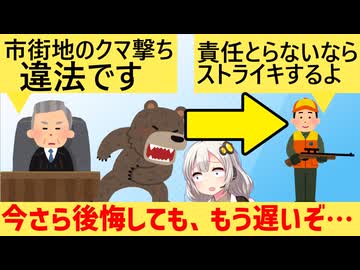 市街地のクマ撃ち
違法です
責任とらないなら
ストライキするよ
今さら後悔しても、もう遅いぞ…